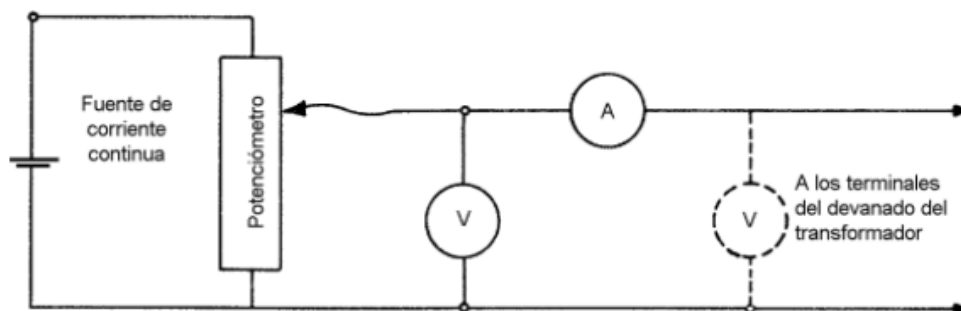 Fuente de
corriente
continua
Potenciómetro
A
V
V
A los terminales
del devanado del
transformador